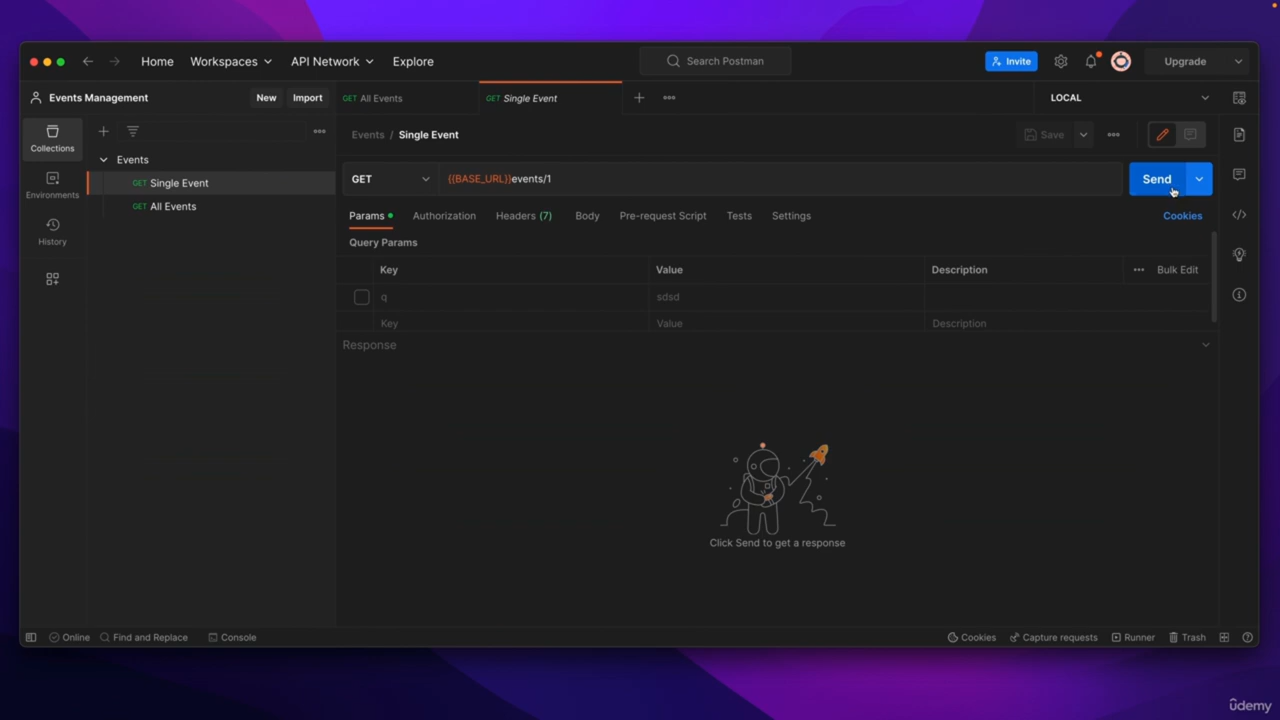 Home Workspaces API Network Explore Search Postman Invite Upgrade
Events Management New Import GET All Events GET Single Event LOCAL
Collections
Environments
History
Events
GET Single Event
GET All Events
Events / Single Event Save
GET {{BASE_URL}}events/1 Send
Params Authorization Headers (7) Body Pre-request Script Tests Settings Cookies
Query Params
Key Value Description Bulk Edit
q sdsd
Key Value Description
Response
Click Send to get a response
Online Find and Replace Console Cookies Capture requests Runner Trash
ûdemy